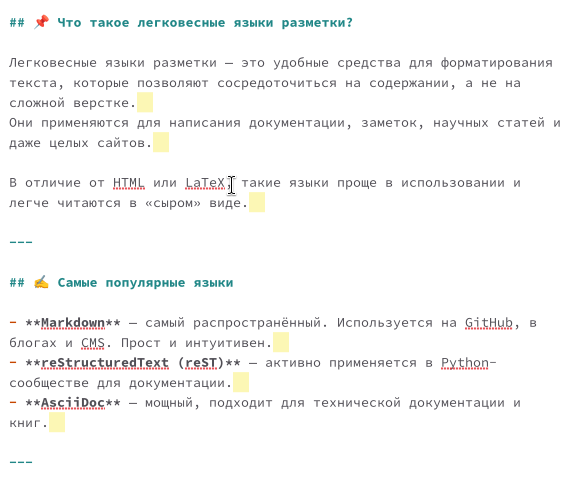 ## 📌 Что такое легковесные языки разметки?
Легковесные языки разметки — это удобные средства для форматирования
текста, которые позволяют сосредоточиться на содержании, а не на
сложной верстке.
Они применяются для написания документации, заметок, научных статей и
даже целых сайтов.
В отличие от HTML или LaTeX, такие языки проще в использовании и
легче читаются в «сыром» виде.
---
## ✍️ Самые популярные языки
- **Markdown** — самый распространённый. Используется на GitHub, в
блогах и CMS. Прост и интуитивен.
- **reStructuredText (reST)** — активно применяется в Python-
сообществе для документации.
- **AsciiDoc** — мощный, подходит для технической документации и
книг.
---